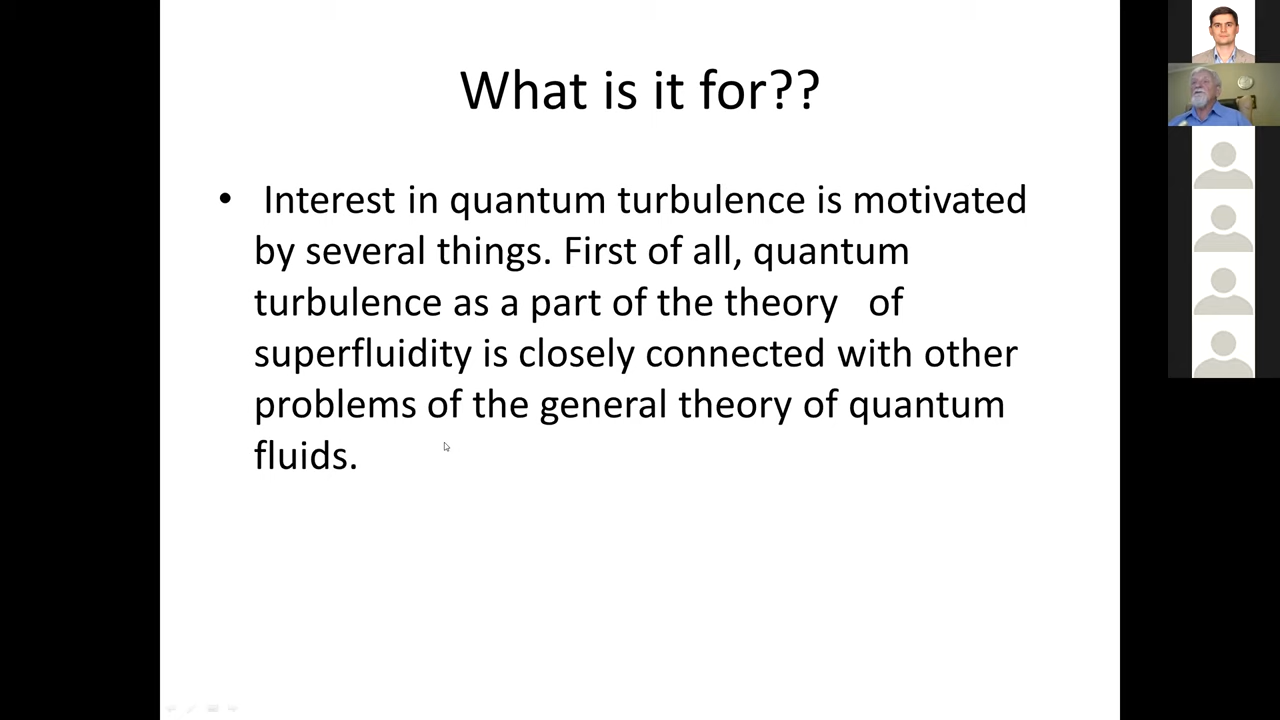 What is it for??
• Interest in quantum turbulence is motivated
by several things. First of all, quantum
turbulence as a part of the theory of
superfluidity is closely connected with other
problems of the general theory of quantum
fluids.